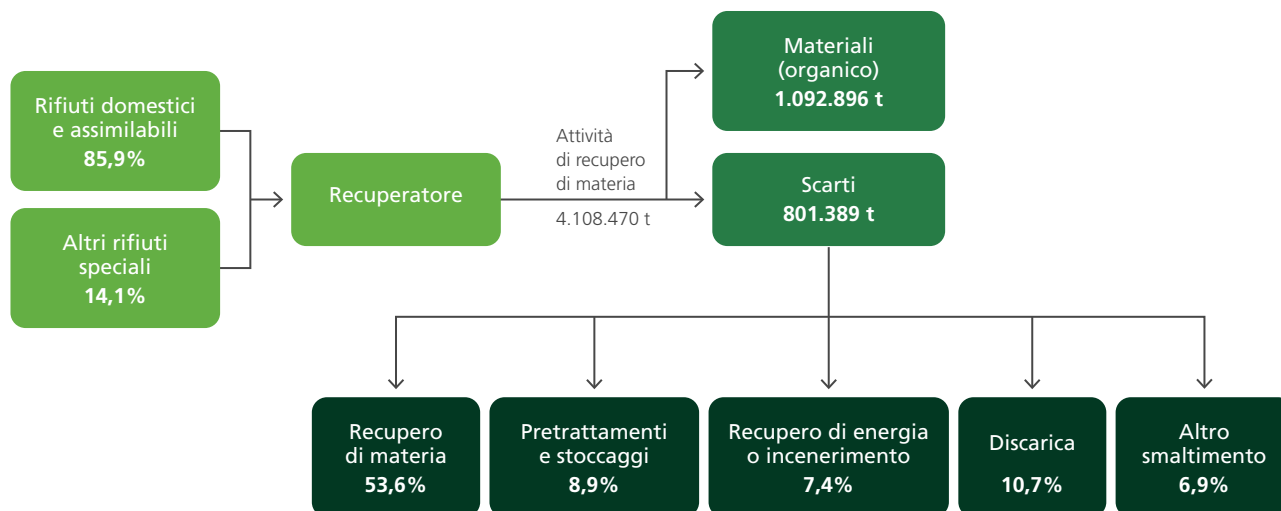 Rifiuti domestici
e assimilabili
85,9%
Altri rifiuti
speciali
14,1%
Recuperatore
Attività
di recupero
di materia
4.108.470 t
Materiali
(organico)
1.092.896 t
Scarti
801.389 t
Recupero
di materia
53,6%
Pretrattamenti
e stoccaggi
8,9%
Recupero di energia
o incenerimento
7,4%
Discarica
10,7%
Altro
smaltimento
6,9%